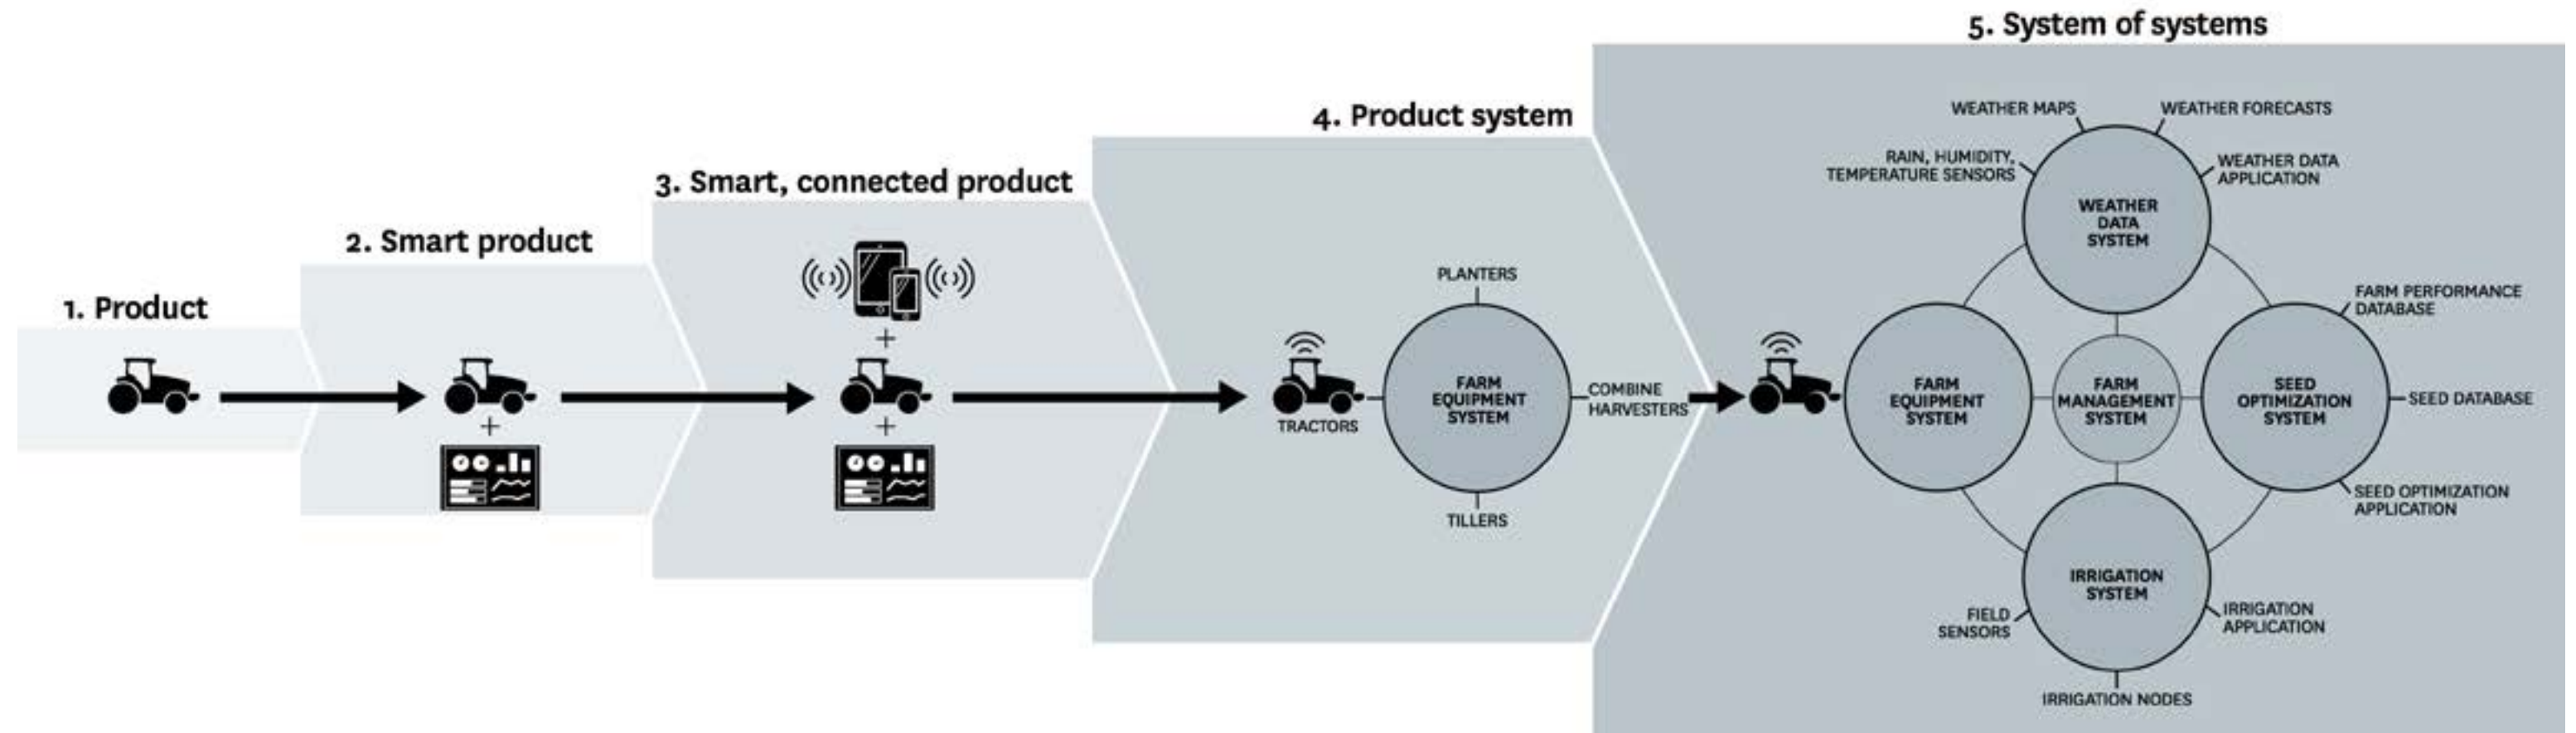 1. Product
2. Smart product
3. Smart, connected product
4. Product system
PLANTERS
TRACTORS
FARM
EQUIPMENT
SYSTEM
COMBINE
HARVESTERS
TILLERS
5. System of systems
WEATHER MAPS
WEATHER FORECASTS
RAIN, HUMIDITY,
TEMPERATURE SENSORS
WEATHER DATA
APPLICATION
WEATHER
DATA
SYSTEM
FARM
EQUIPMENT
SYSTEM
FARM
MANAGEMENT
SYSTEM
SEED
OPTIMIZATION
SYSTEM
FARM PERFORMANCE
DATABASE
SEED DATABASE
SEED OPTIMIZATION
APPLICATION
IRRIGATION
SYSTEM
FIELD
SENSORS
IRRIGATION
APPLICATION
IRRIGATION NODES